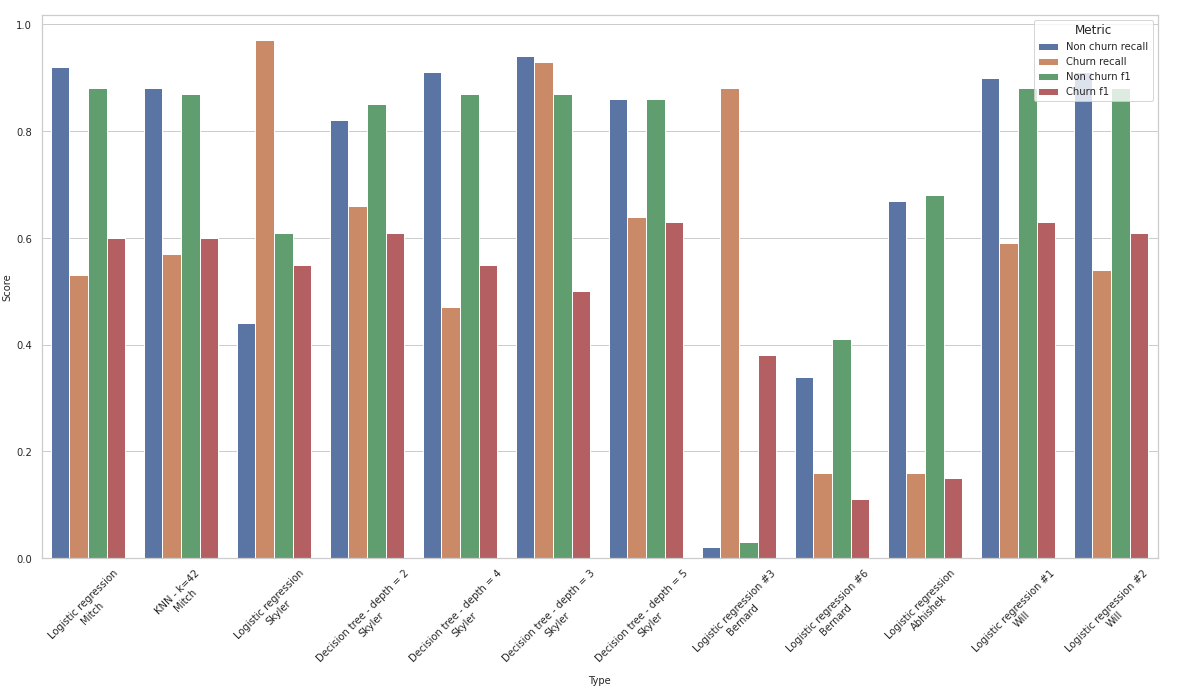 1.0
0.8
0.6
0.4
0.2
0.0
Score
Metric
Non churn recall
Churn recall
Non churn f1
Churn f1
Logistic regression
Mitch
KNN - k=42
Mitch
Logistic regression
Skyler
Decision tree - depth = 2
Skyler
Decision tree - depth = 4
Skyler
Decision tree - depth = 3
Skyler
Decision tree - depth = 5
Skyler
Logistic regression #3
Bernard
Logistic regression #6
Bernard
Logistic regression
Abhishek
Logistic regression #1
Will
Logistic regression #2
Will
Type